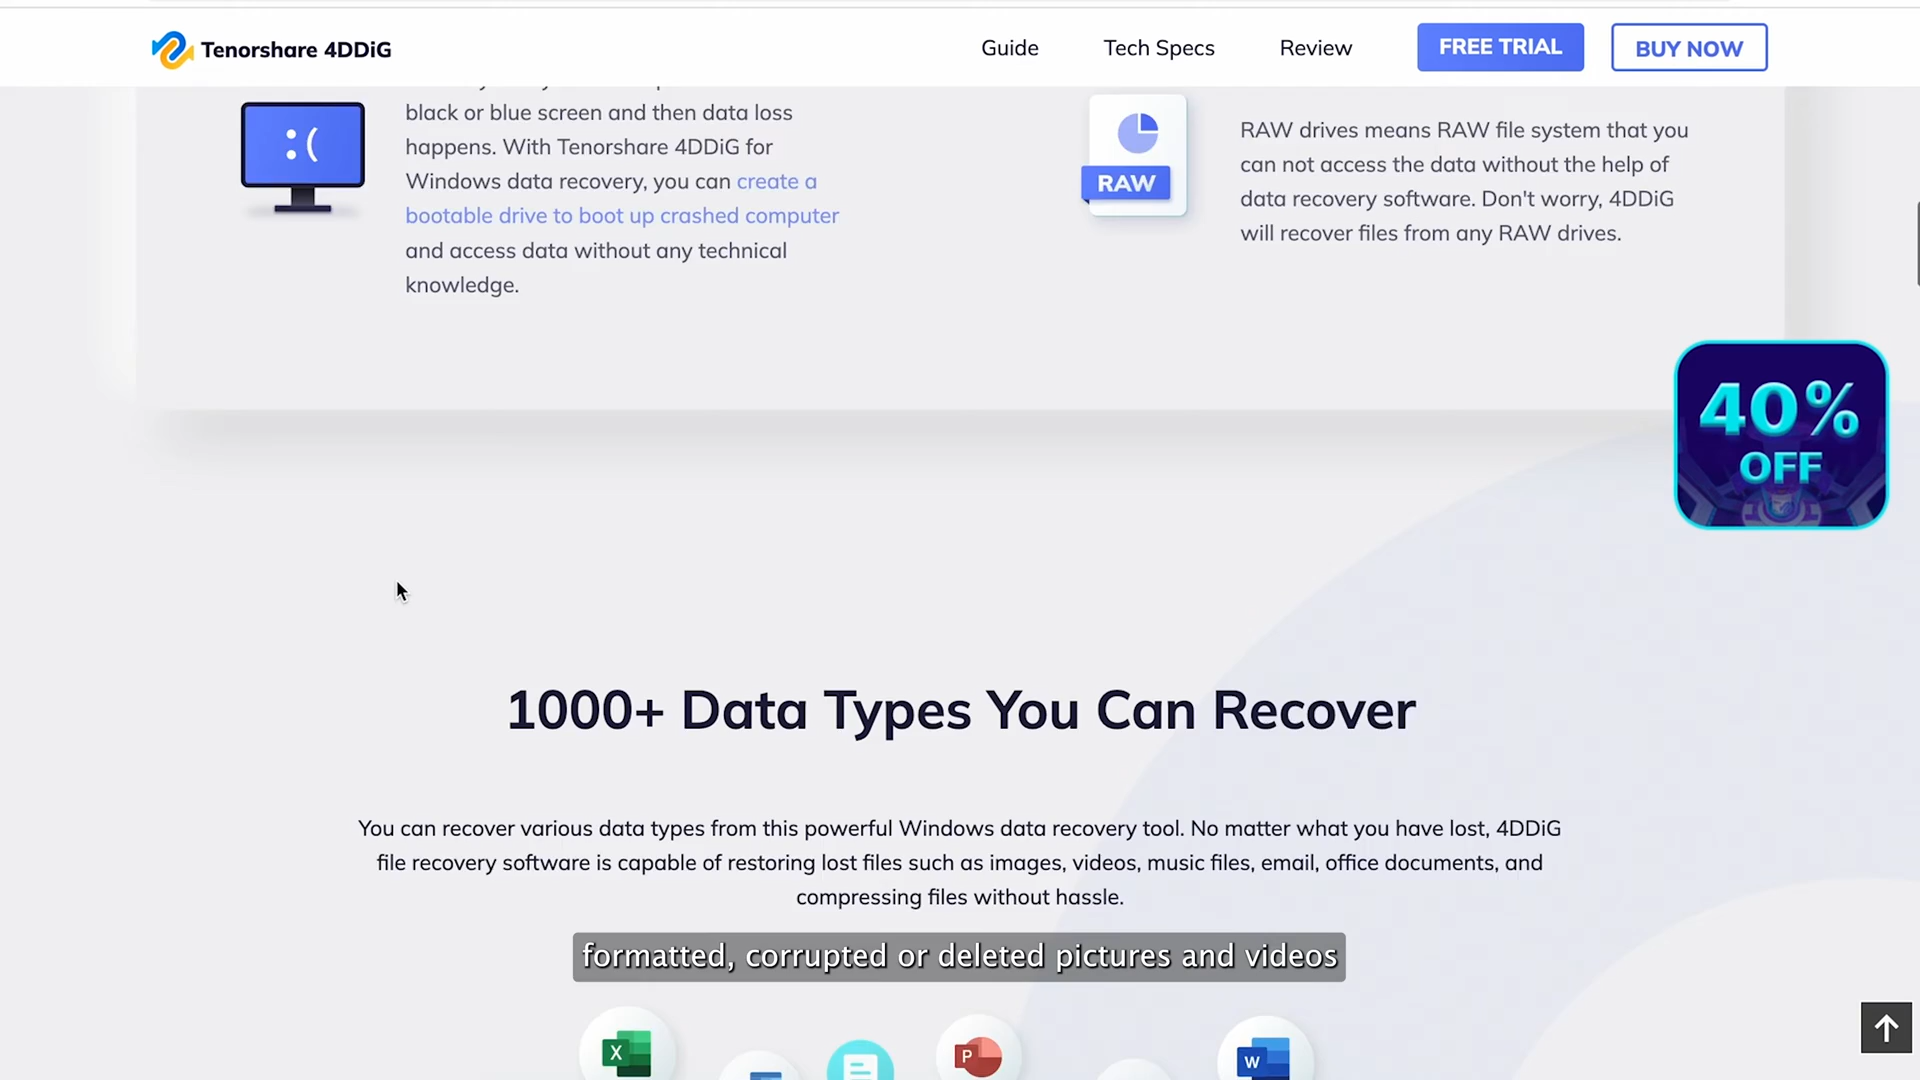 Tenorshare 4DDiG
Guide
Tech Specs
Review
FREE TRIAL
BUY NOW
black or blue screen and then data loss
happens. With Tenorshare 4DDiG for
Windows data recovery, you can create a
bootable drive to boot up crashed computer
and access data without any technical
knowledge.
:(
RAW
RAW drives means RAW file system that you
can not access the data without the help of
data recovery software. Don't worry, 4DDiG
will recover files from any RAW drives.
40%
OFF
1000+ Data Types You Can Recover
You can recover various data types from this powerful Windows data recovery tool. No matter what you have lost, 4DDiG
file recovery software is capable of restoring lost files such as images, videos, music files, email, office documents, and
compressing files without hassle.
formatted, corrupted or deleted pictures and videos
X
P
W